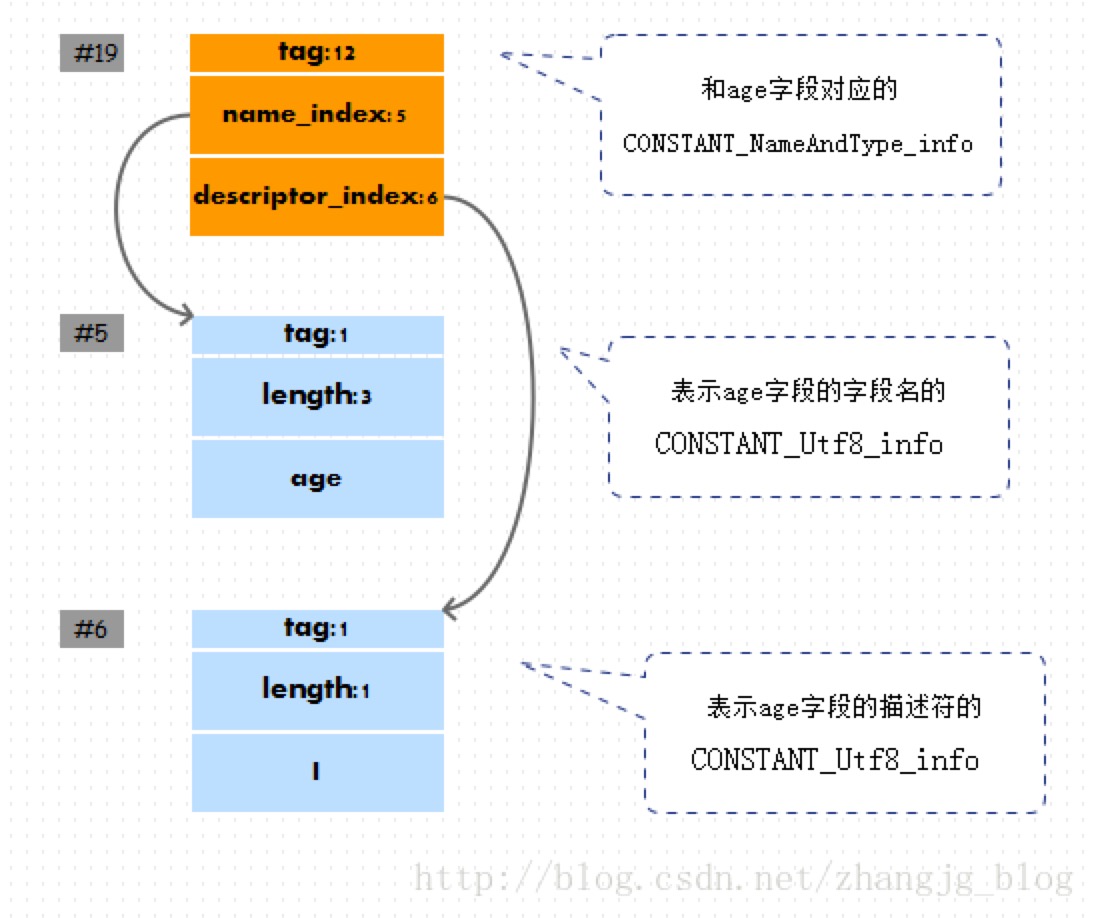 #19
tag:12
name_index:5
descriptor_index:6
和age字段对应的
CONSTANT_NameAndType_info
#5
tag:1
length:3
age
表示age字段的字段名的
CONSTANT_Utf8_info
#6
tag:1
length:1
I
表示age字段的描述符的
CONSTANT_Utf8_info
http://blog.csdn.net/zhangjg_blog